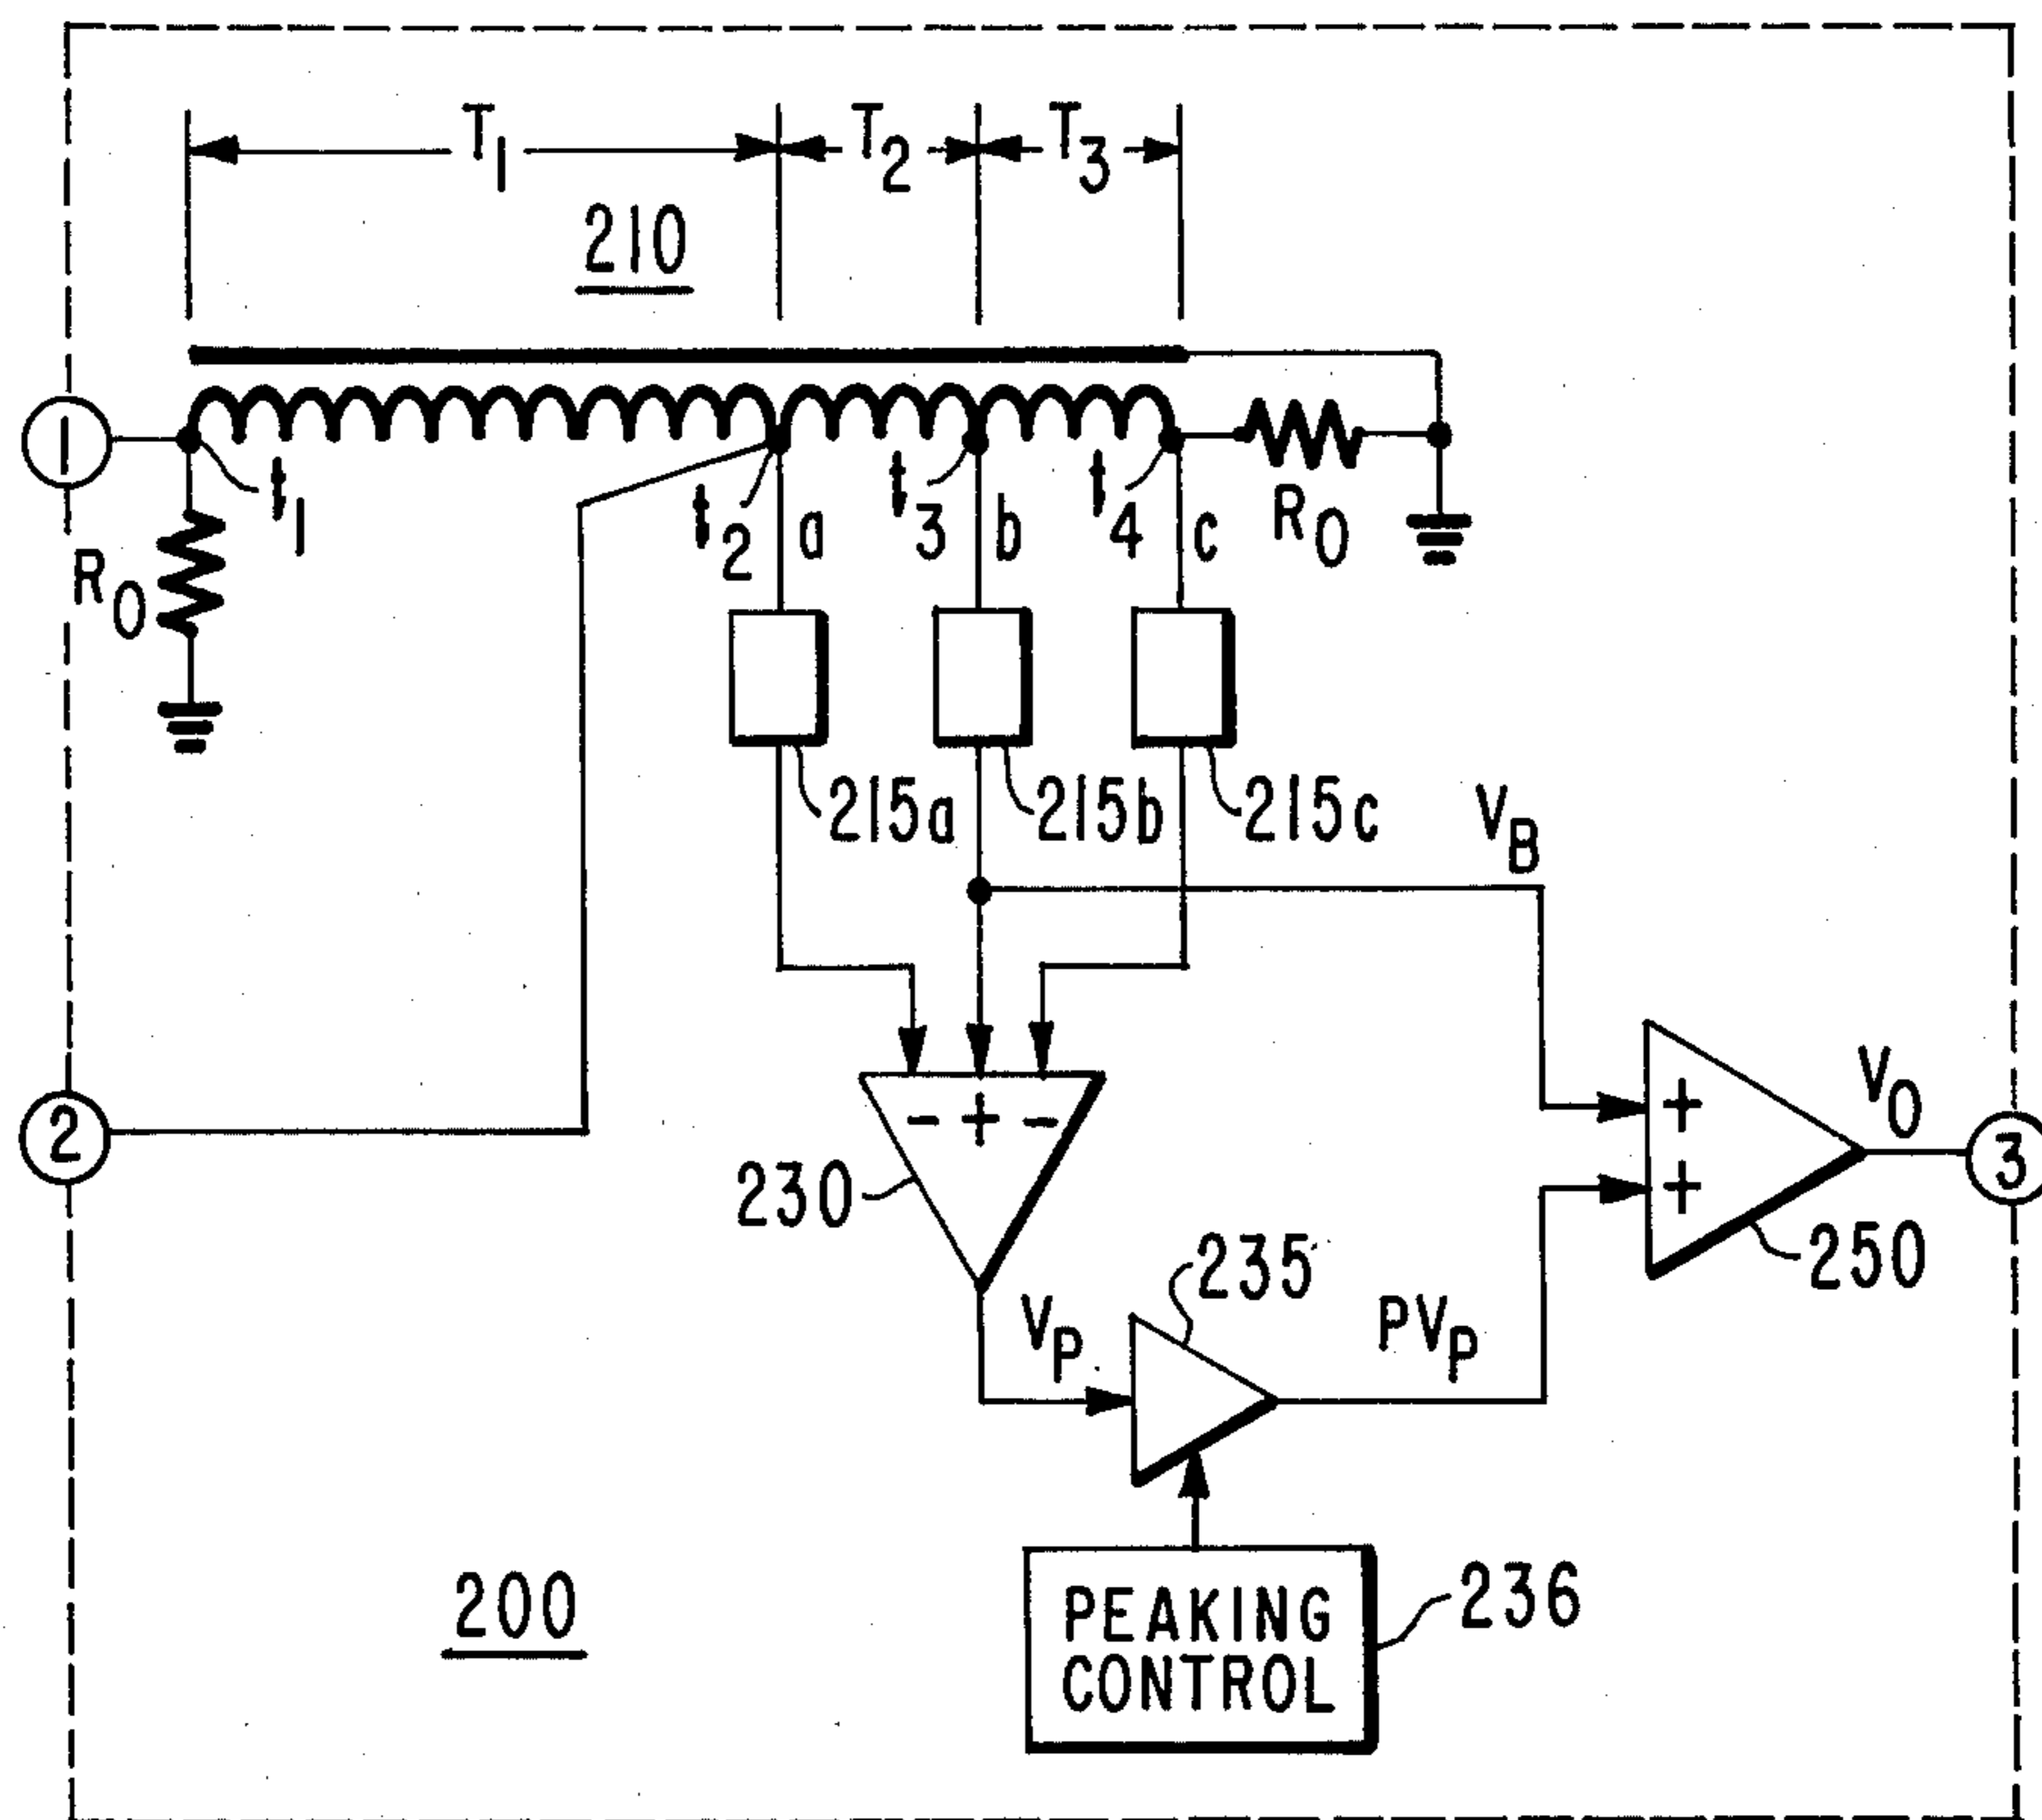 T1 T2 T3
210
1
t1 t2 a t3 b t4 c R0
R0
215a 215b 215c VB
2
- + -
+
+
V0
3
230
235
250
VP
PVP
PEAKING
CONTROL
236
200